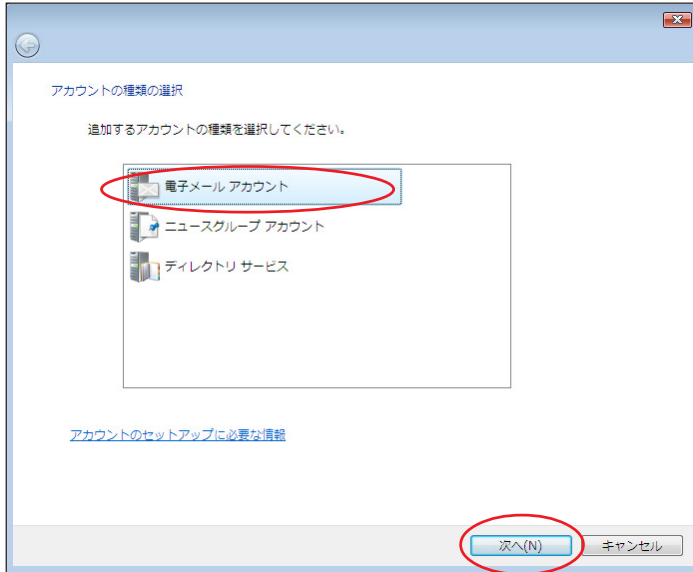 アカウントの種類の選択
追加するアカウントの種類を選択してください。
電子メール アカウント
ニュースグループ アカウント
ディレクトリ サービス
アカウントのセットアップに必要な情報
次へ(N)
キャンセル